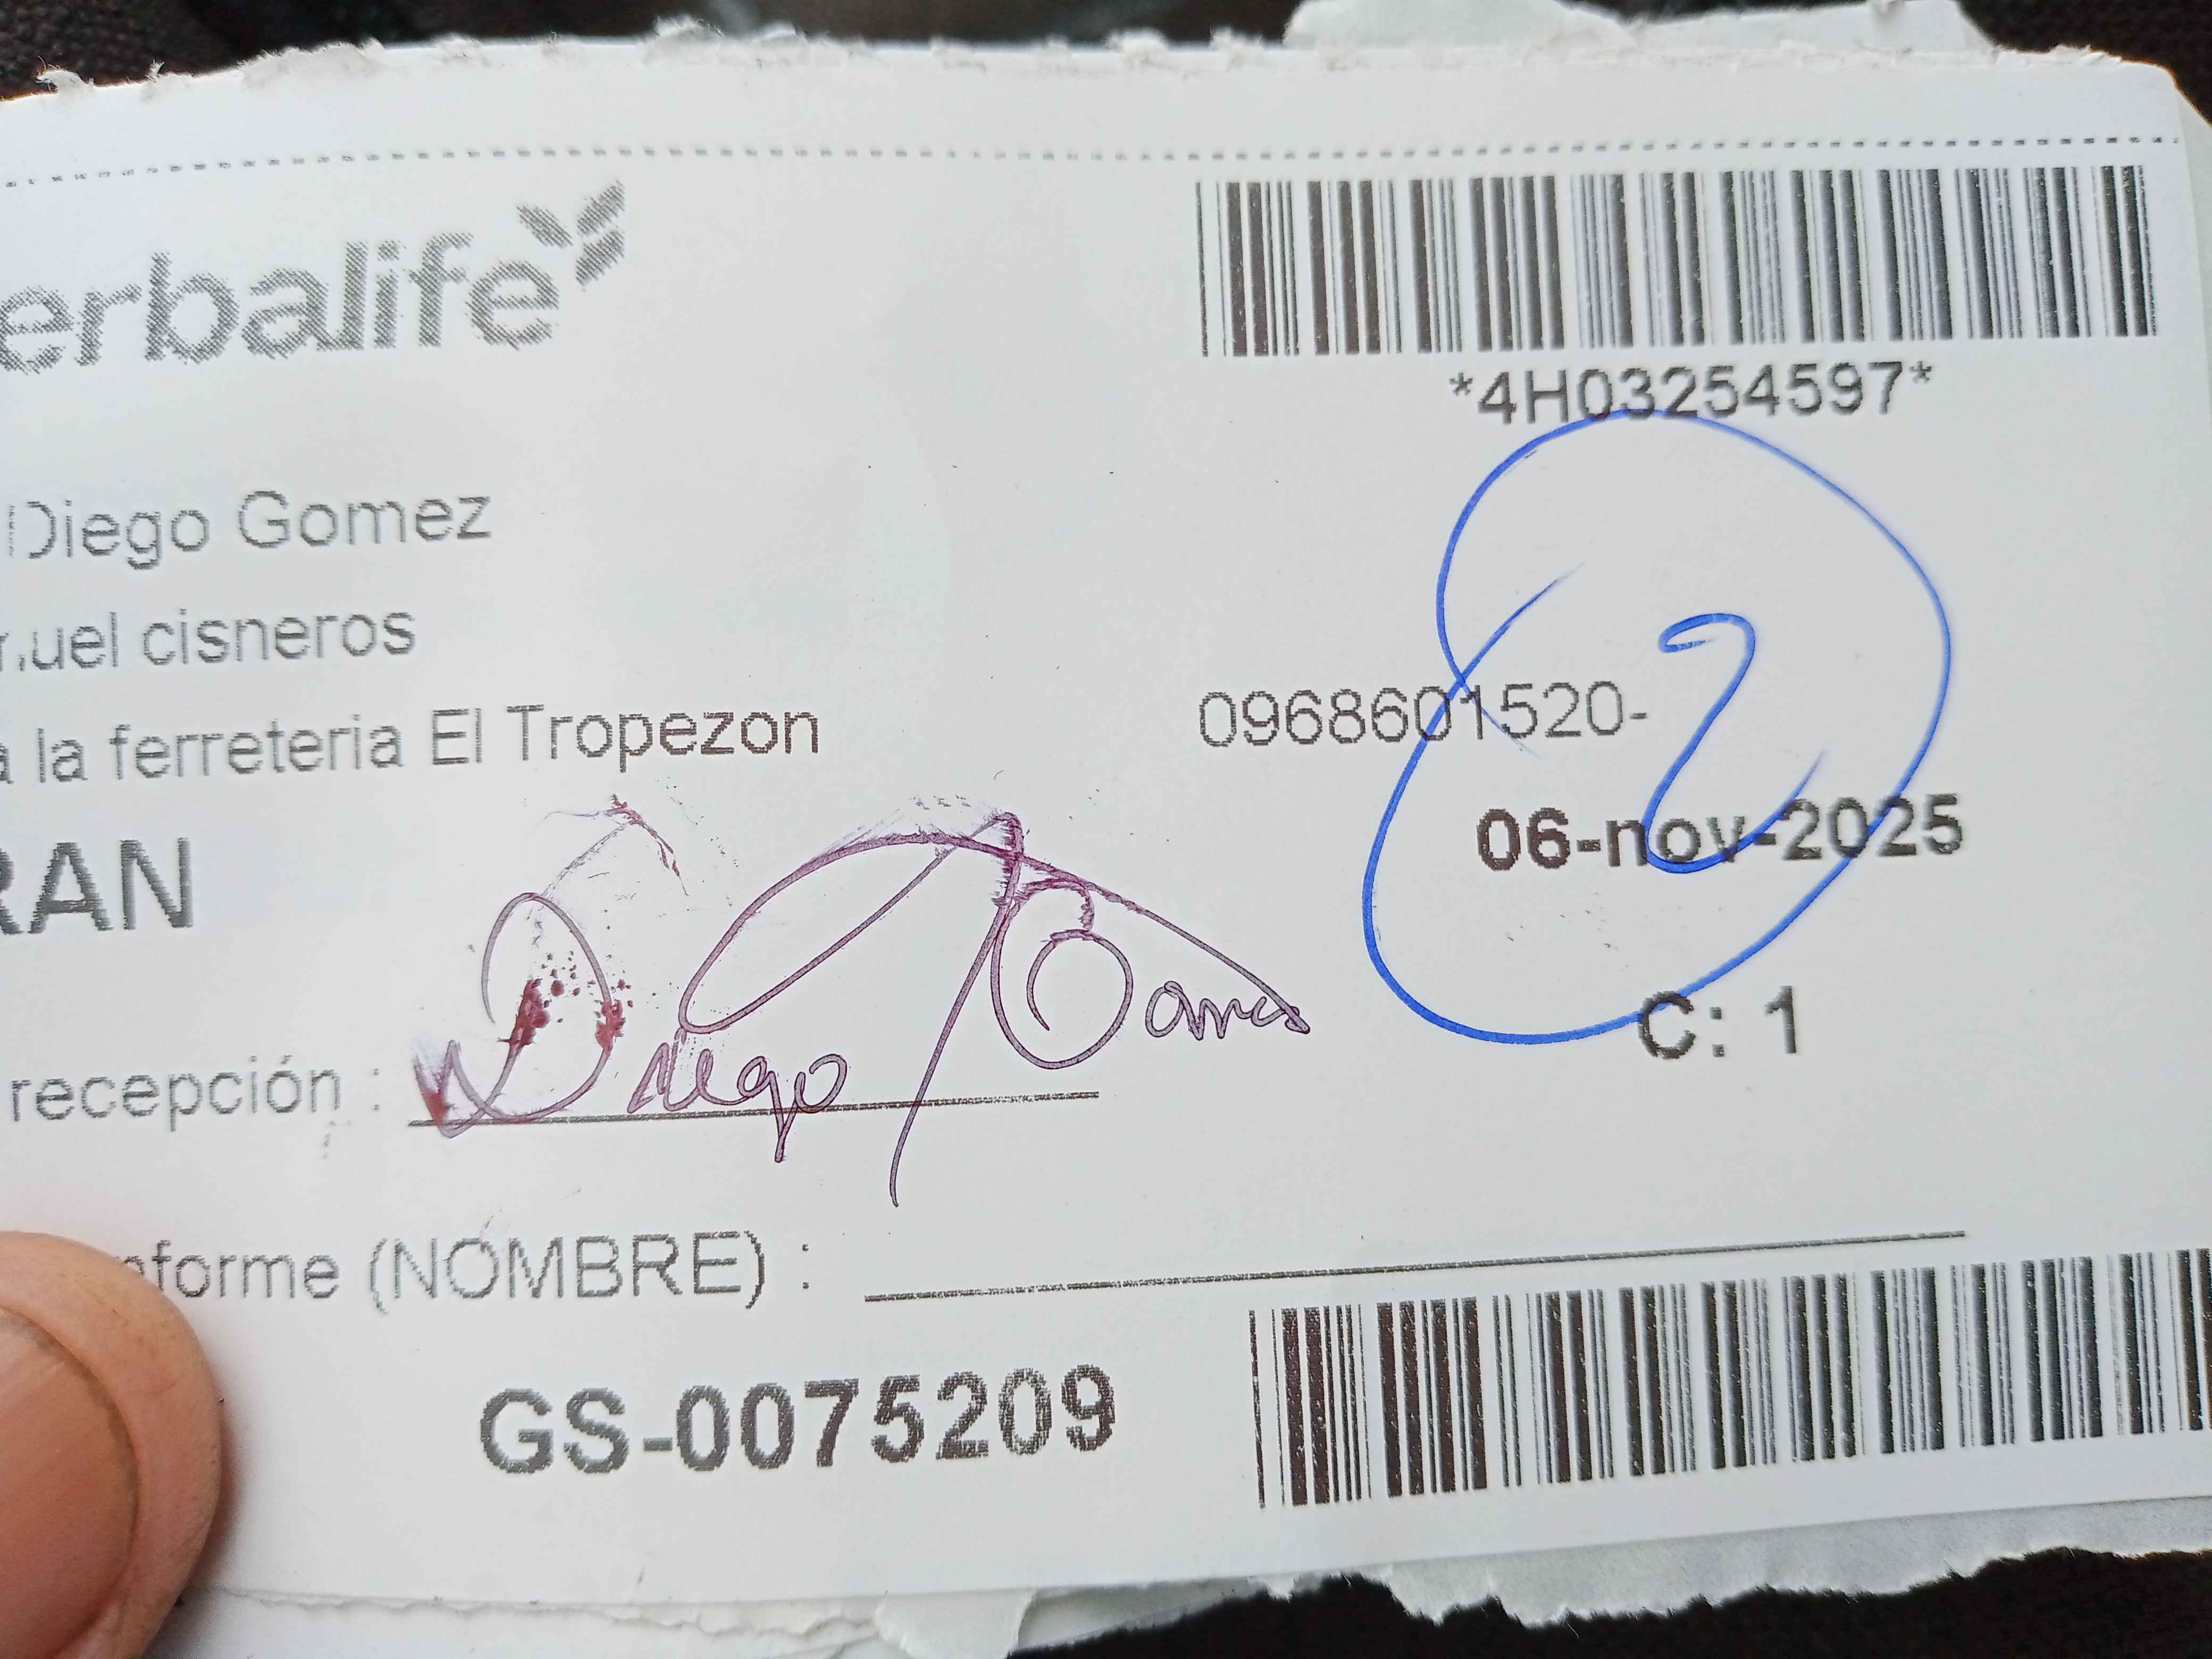 erbalife
*4H03254597*
Diego Gomez
uel cisneros
0968601520-
a la ferreteria El Tropezon
06-nov-2025
2
RAN
C: 1
recepción :
Diego
nforme (NOMBRE) :
GS-0075209